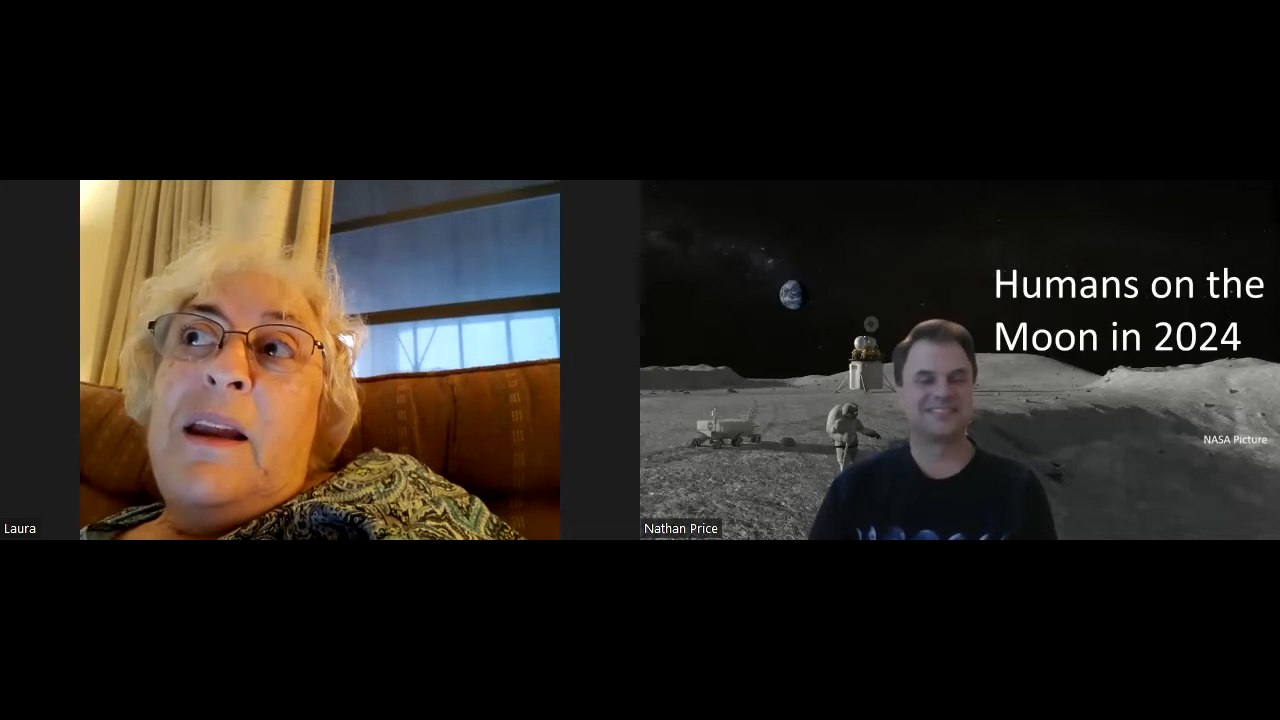 Humans on the
Moon in 2024
NASA Picture
Laura
Nathan Price